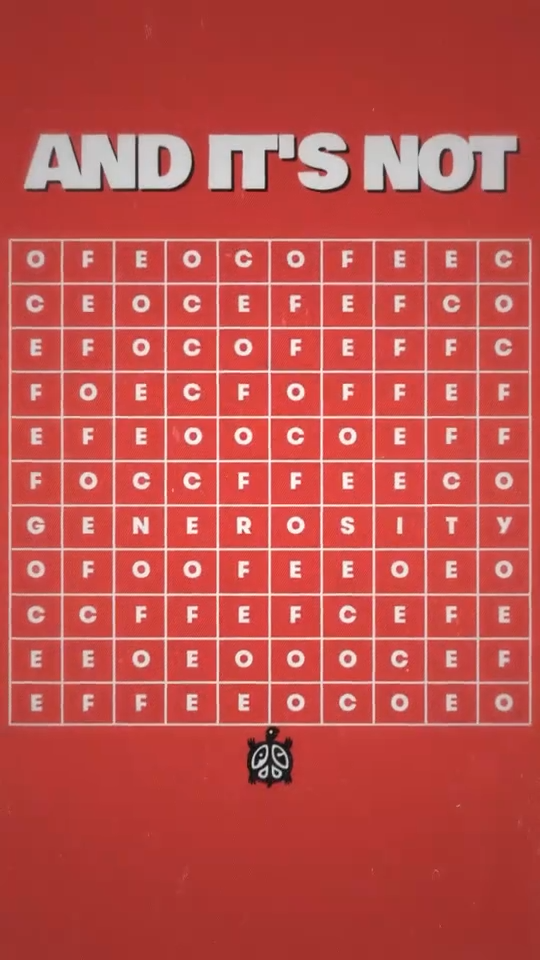 AND IT'S NOT
O F E O C O F E E C
C E O C E F E F C O
E F O C O F E F F C
F O E C F O F F E F
E F E O O C O E F F
F O C C F F E E C O
G E N E R O S I T Y
O F O O F E E O E O
C C F F E F C E F E
E E O E O O O C E F
E F F E E O C O E O